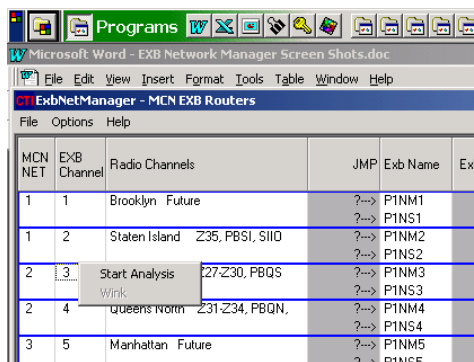 Programs
Microsoft Word - EXB Network Manager Screen Shots.doc
File Edit View Insert Format Tools Table Window Help
CTI ExbNetManager - MCN EXB Routers
File Options Help
MCN NET EXB Channel Radio Channels JMP Exb Name Ex
1 1 Brooklyn Future ?---> P1NM1
?---> P1NS1
1 2 Staten Island Z35, PBSI, SIIO ?---> P1NM2
?---> P1NS2
2 3 Z27-Z30, PBQS ?---> P1NM3
?---> P1NS3
Start Analysis
Wink
2 4 Queens North Z31-Z34, PBQN, ?---> P1NM4
?---> P1NS4
3 5 Manhattan Future ?---> P1NM5
?---> P1NS5